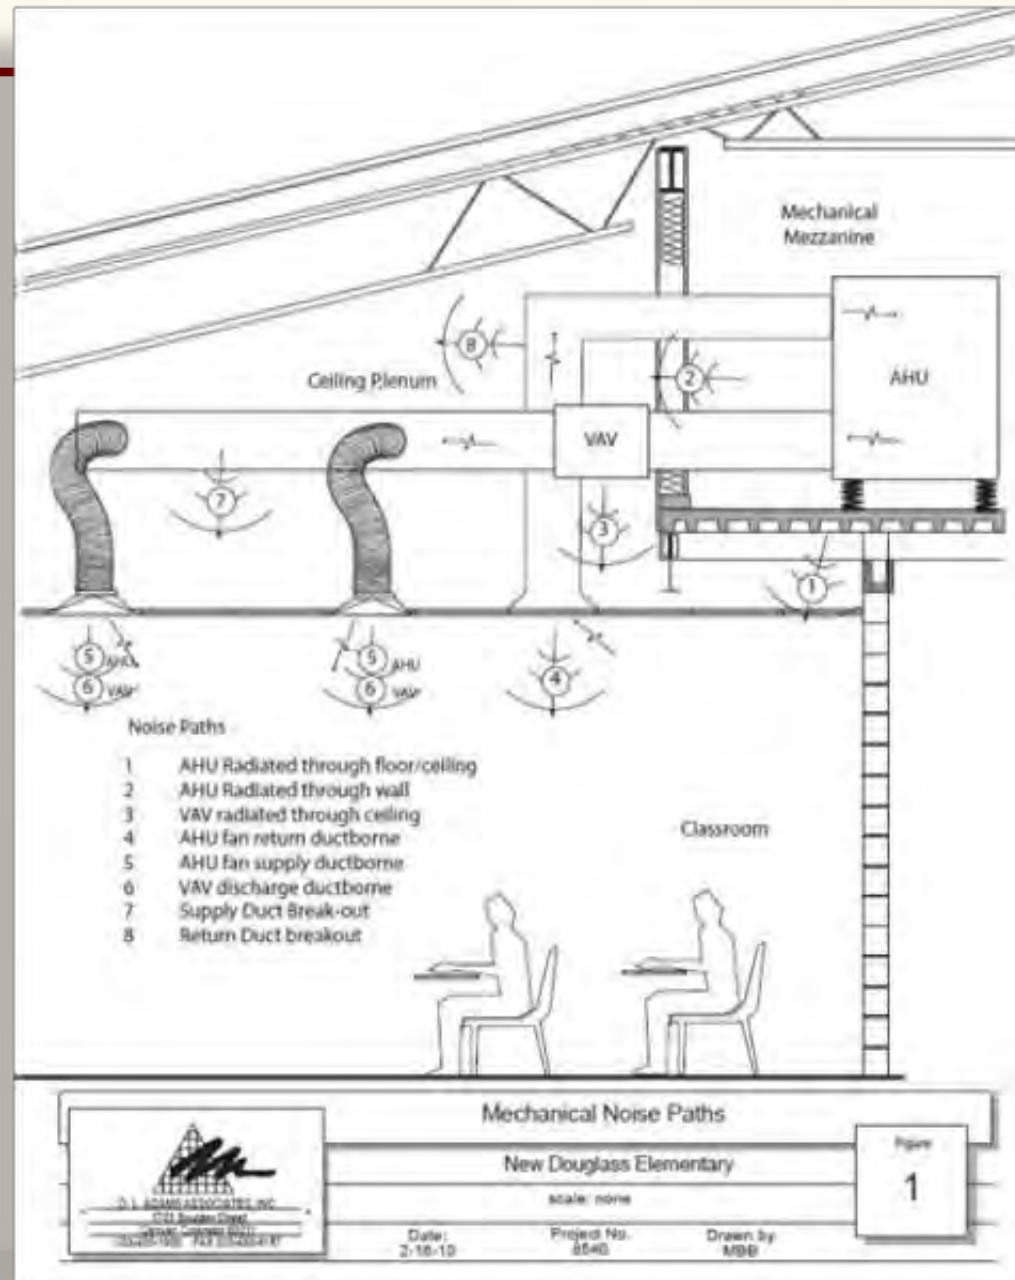 Mechanical
Mezzanine
8
2
AHU
Ceiling Plenum
VAV
7
3
1
5 AHU
6 VAV
5 AHU
6 VAV
4
Noise Paths
1 AHU Radiated through floor/ceiling
2 AHU Radiated through wall
3 VAV radiated through ceiling
4 AHU fan return ductborne
5 AHU fan supply ductborne
6 VAV discharge ductborne
7 Supply Duct Break-out
8 Return Duct breakout
Classroom
Mechanical Noise Paths
New Douglass Elementary
scale: none
Figure
1
D. L. ADAMS ASSOCIATES, INC.
Date:
2-16-10
Project No.
8540
Drawn by
MBB